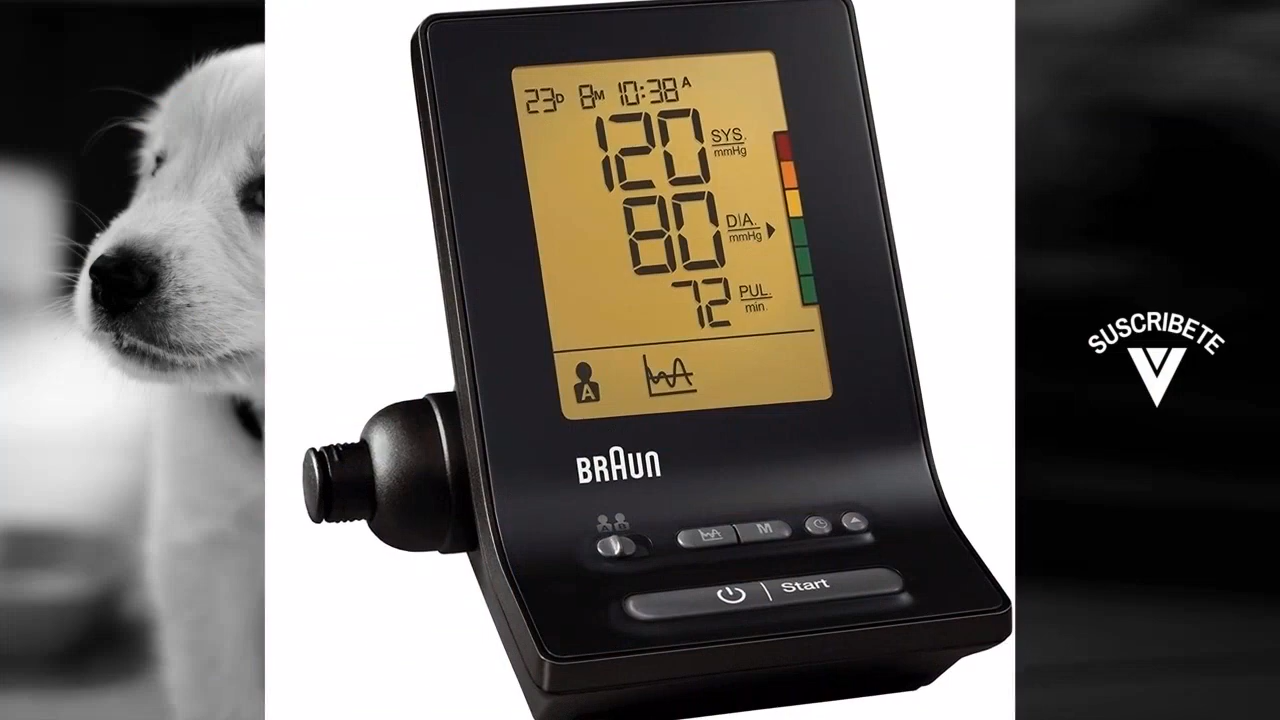 23D 8M 10:38A
120 SYS.
mmHg
80 DIA.
mmHg
72 PUL.
min.
A
BRAUN
A B
M
Start
SUSCRIBETE